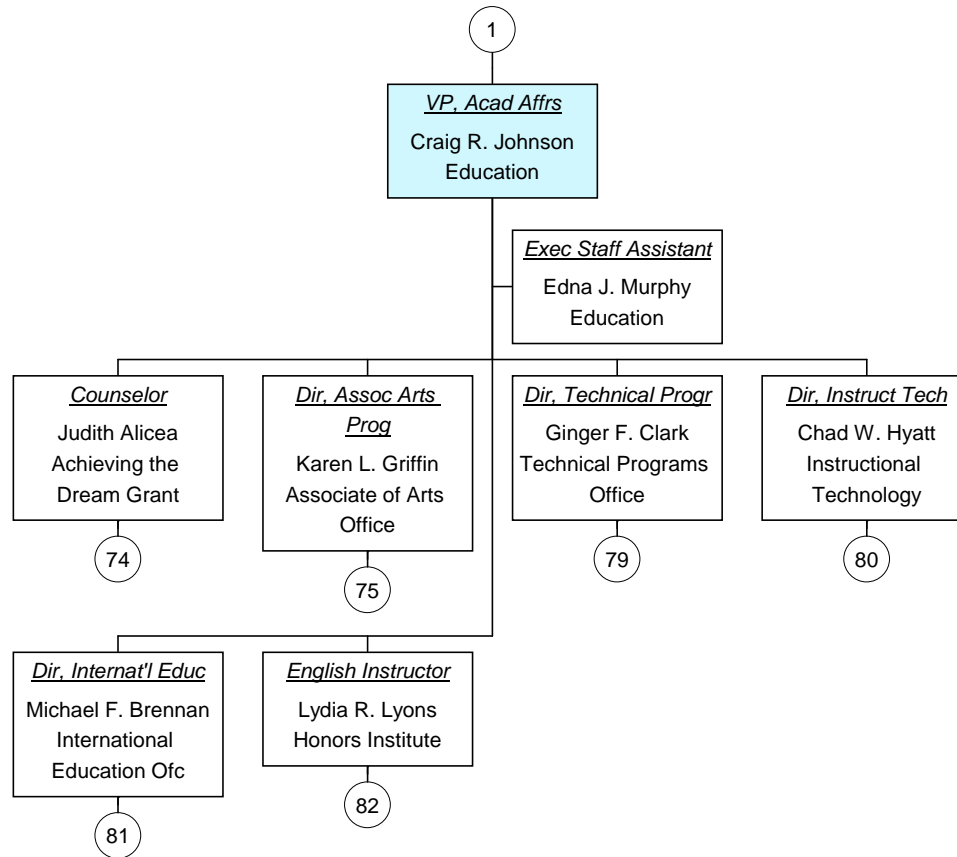 1
VP, Acad Affrs
Craig R. Johnson
Education
Exec Staff Assistant
Edna J. Murphy
Education
Counselor
Judith Alicea
Achieving the
Dream Grant
74
Dir, Assoc Arts
Prog
Karen L. Griffin
Associate of Arts
Office
75
Dir, Technical Progr
Ginger F. Clark
Technical Programs
Office
79
Dir, Instruct Tech
Chad W. Hyatt
Instructional
Technology
80
Dir, Internat'l Educ
Michael F. Brennan
International
Education Ofc
81
English Instructor
Lydia R. Lyons
Honors Institute
82